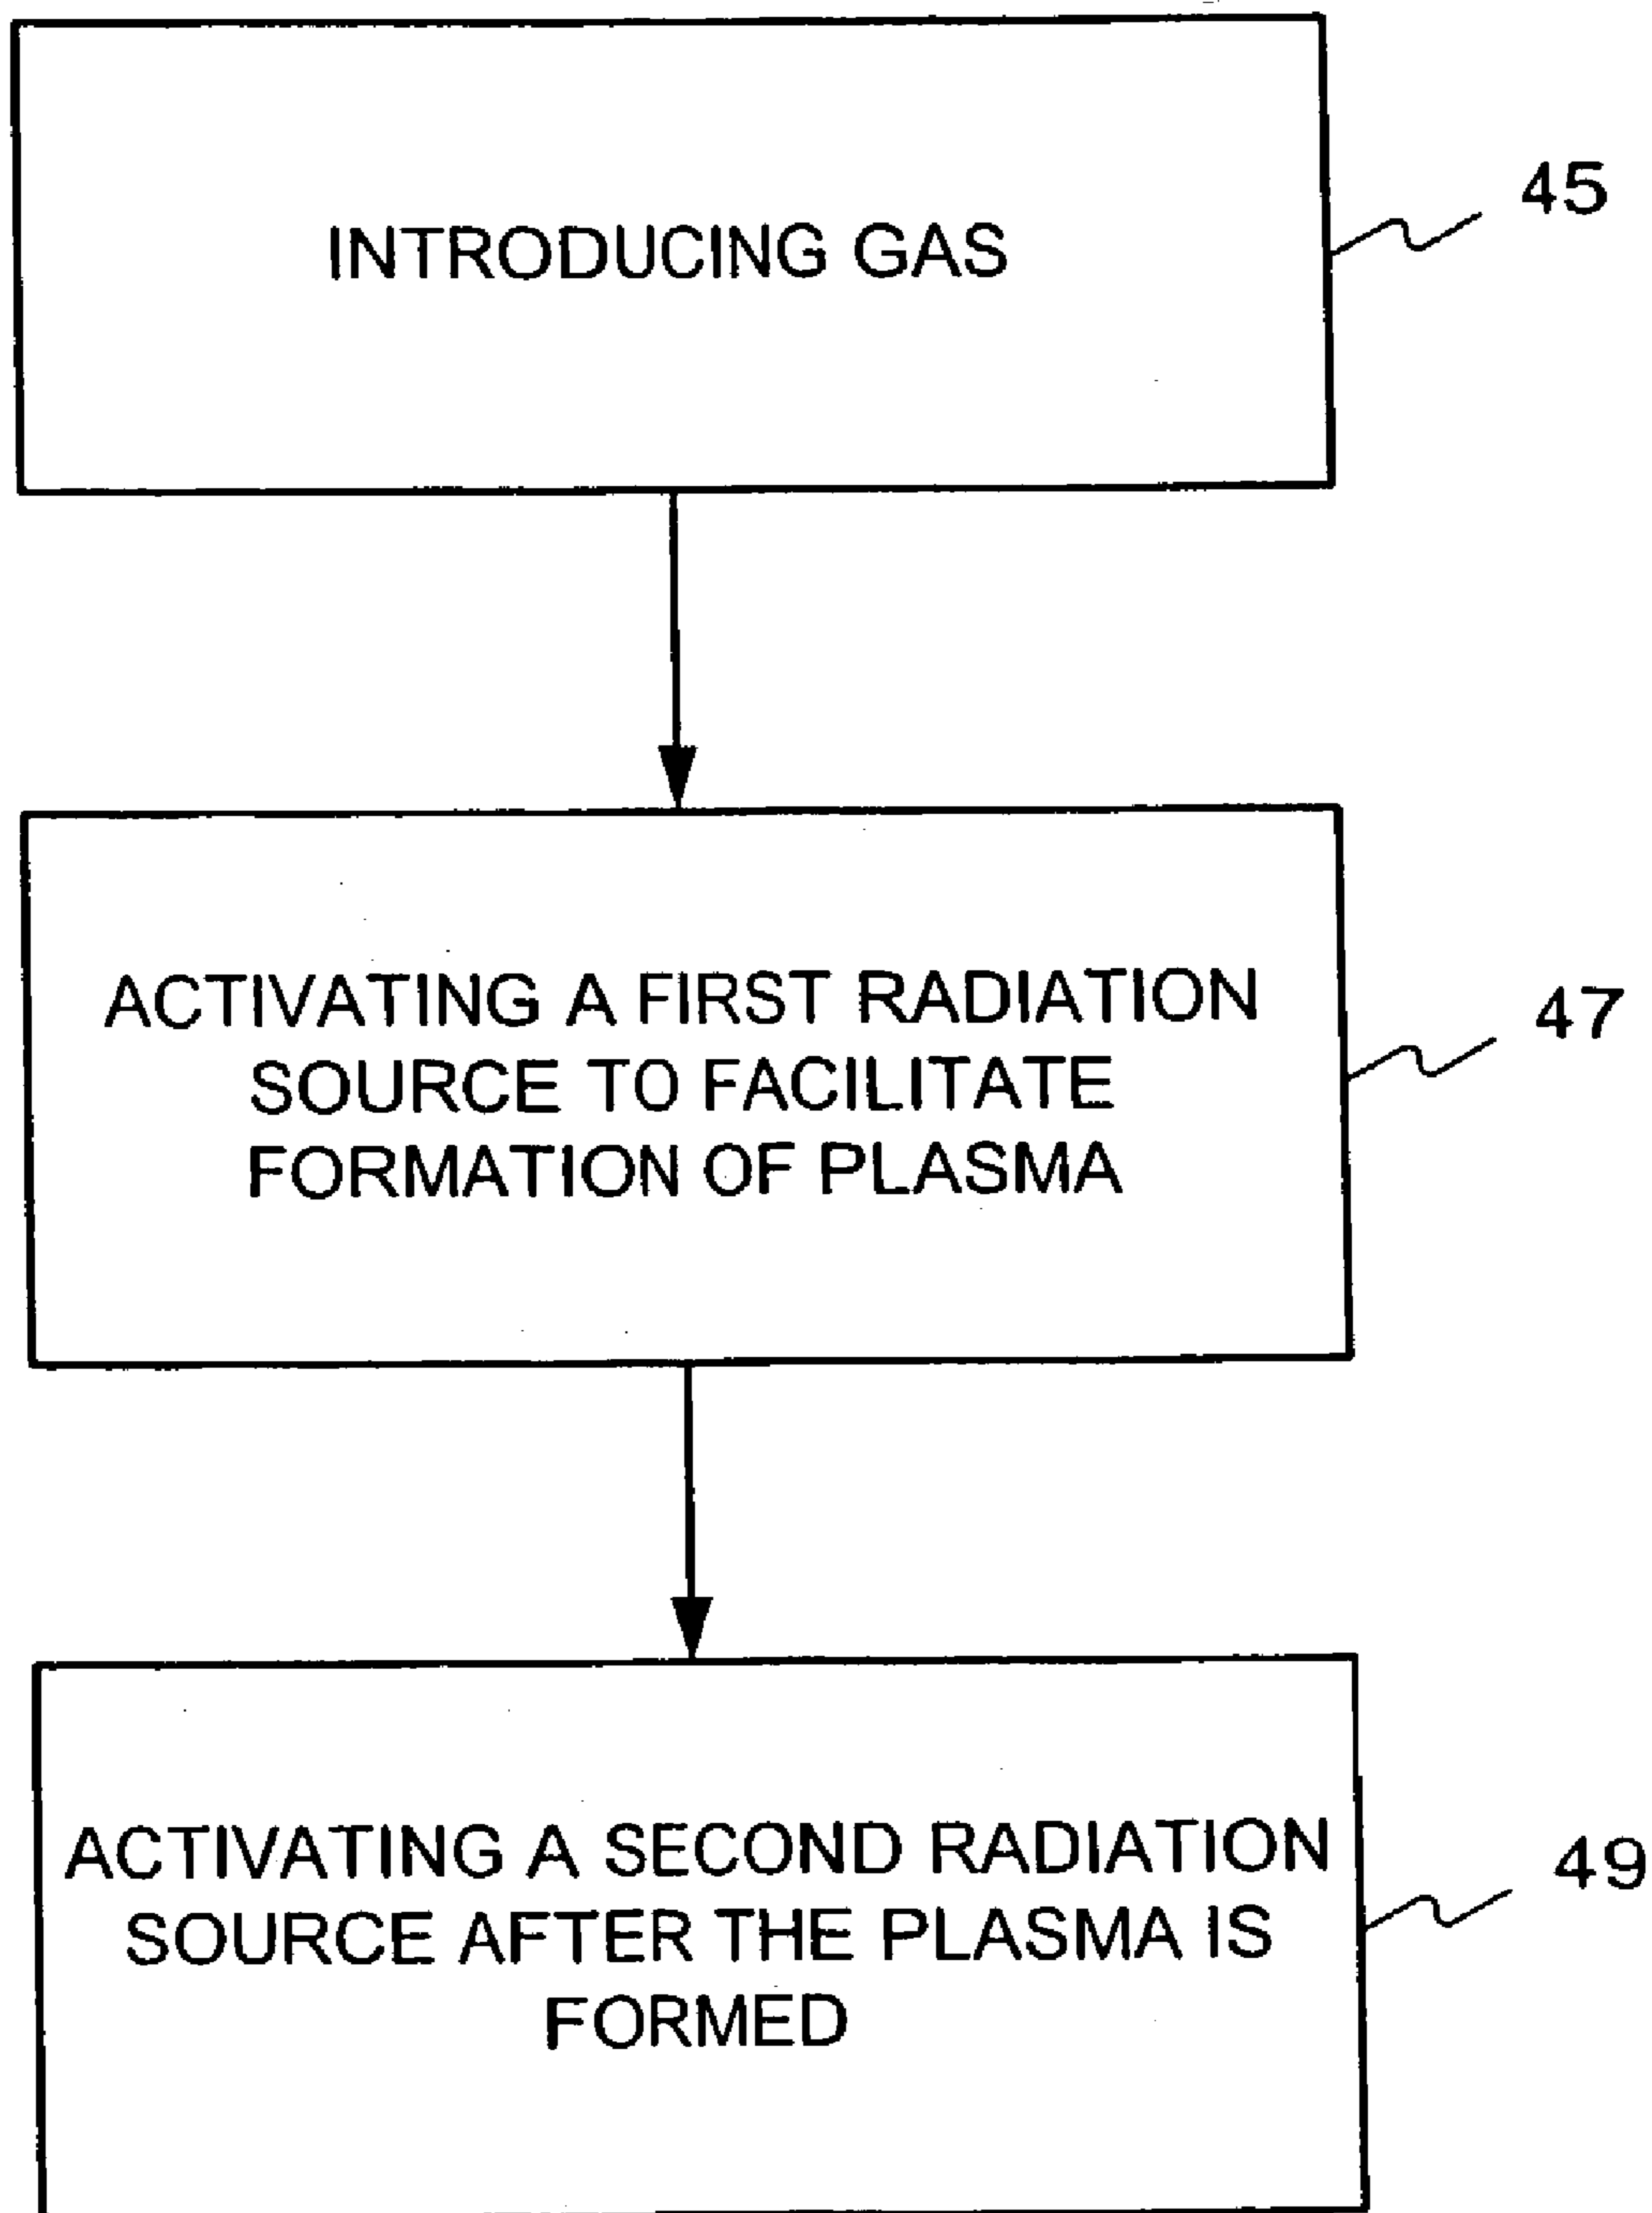 INTRODUCING GAS
45
ACTIVATING A FIRST RADIATION
SOURCE TO FACILITATE
FORMATION OF PLASMA
47
ACTIVATING A SECOND RADIATION
SOURCE AFTER THE PLASMA IS
FORMED
49